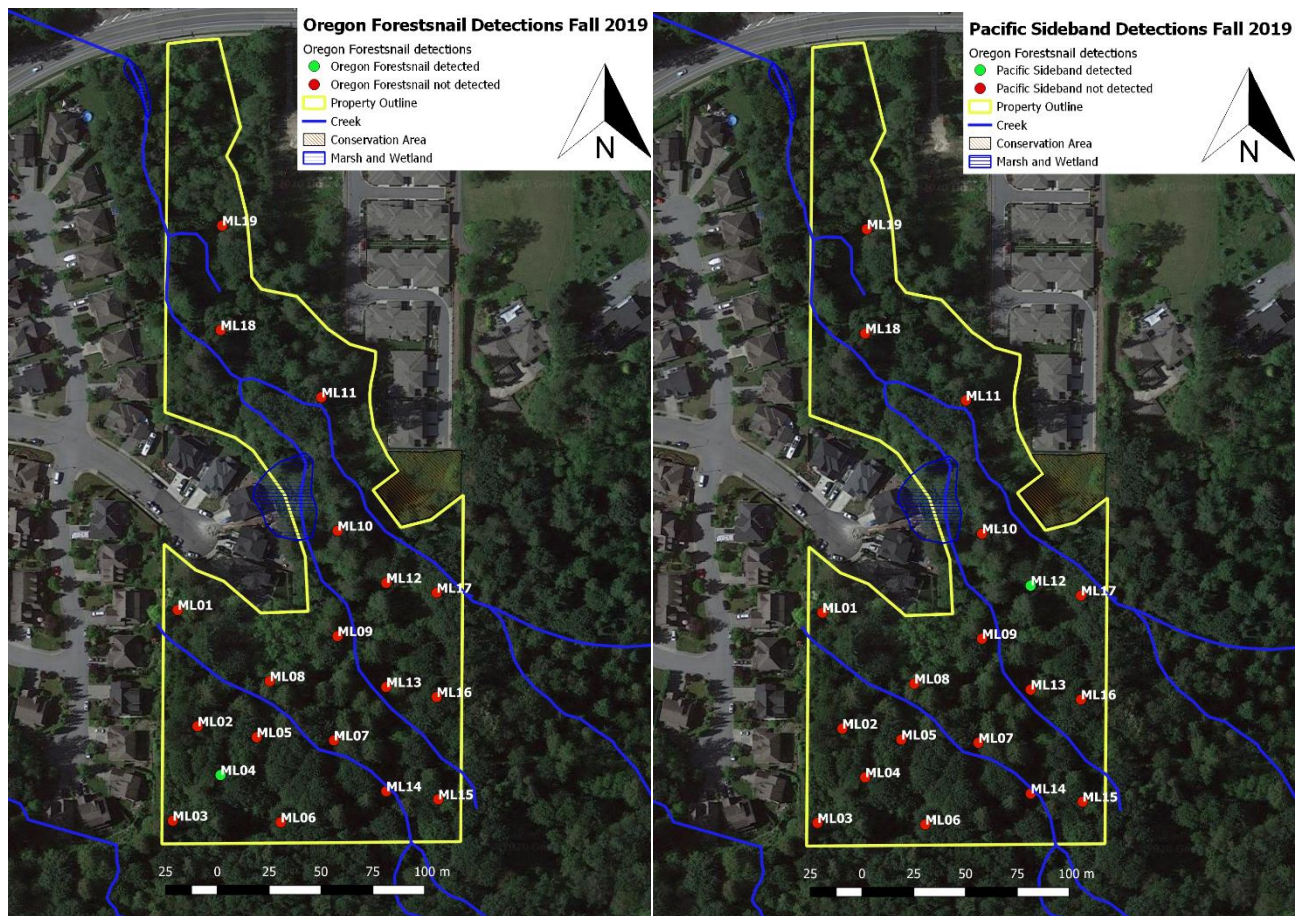 Oregon Forestsnail Detections Fall 2019
Oregon Forestsnail detections
Oregon Forestsnail detected
Oregon Forestsnail not detected
Property Outline
Creek
Conservation Area
Marsh and Wetland
N
ML19
ML18
ML11
ML10
ML12
ML17
ML01
ML09
ML08
ML13
ML16
ML02
ML05
ML07
ML04
ML14
ML15
ML03
ML06
25 0 25 50 75 100 m
Pacific Sideband Detections Fall 2019
Oregon Forestsnail detections
Pacific Sideband detected
Pacific Sideband not detected
Property Outline
Creek
Conservation Area
Marsh and Wetland
N
ML19
ML18
ML11
ML10
ML12
ML17
ML01
ML09
ML08
ML13
ML16
ML02
ML05
ML07
ML04
ML14
ML15
ML03
ML06
25 0 25 50 75 100 m